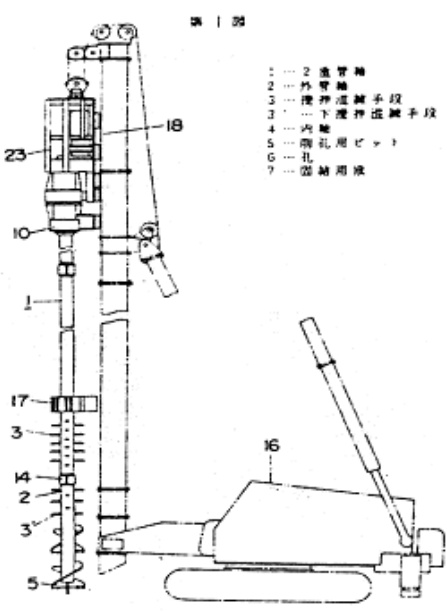 第1図
1…2重管軸
2…外管軸
3…攪拌混練手段
3'…下攪拌混練手段
4…内軸
5…削孔用ビット
6…孔
7…固結用液
18
23
10
1
17
3
14
2
3'
5
16